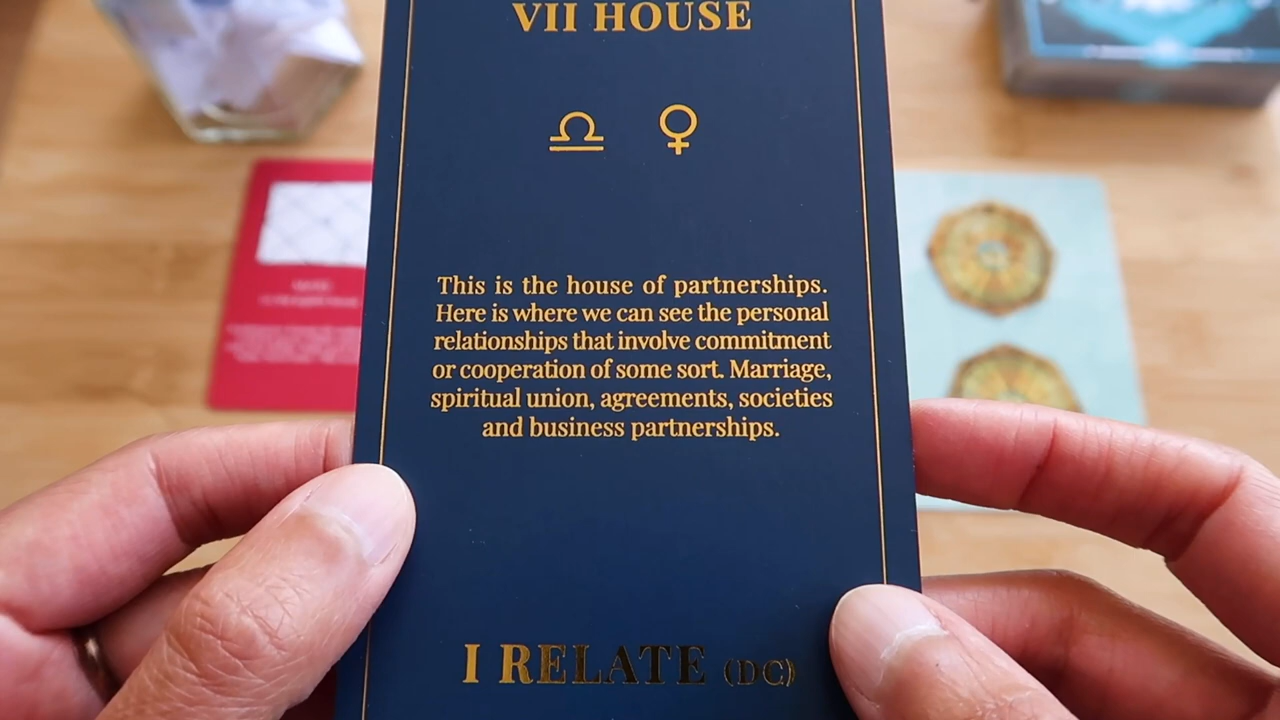 VII HOUSE
♎ ♀
This is the house of partnerships.
Here is where we can see the personal
relationships that involve commitment
or cooperation of some sort. Marriage,
spiritual union, agreements, societies
and business partnerships.
I RELATE (DC)